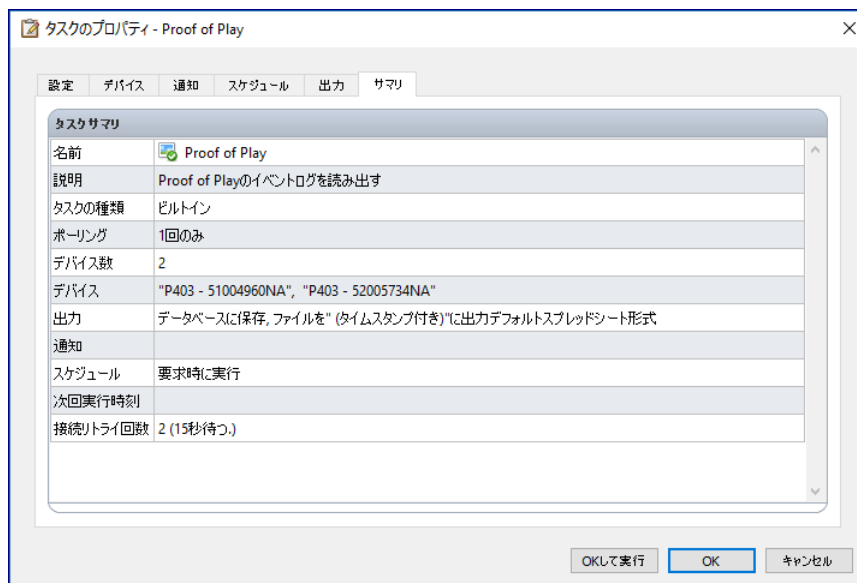 タスクのプロパティ - Proof of Play
設定 デバイス 通知 スケジュール 出力 サマリ
タスクサマリ
名前 Proof of Play
説明 Proof of Playのイベントログを読み出す
タスクの種類 ビルトイン
ポーリング 1回のみ
デバイス数 2
デバイス "P403 - 51004960NA", "P403 - 52005734NA"
出力 データベースに保存, ファイルを" (タイムスタンプ付き)"に出力デフォルトスプレッドシート形式
通知
スケジュール 要求時に実行
次回実行時刻
接続リトライ回数 2 (15秒待つ.)
OKして実行 OK キャンセル